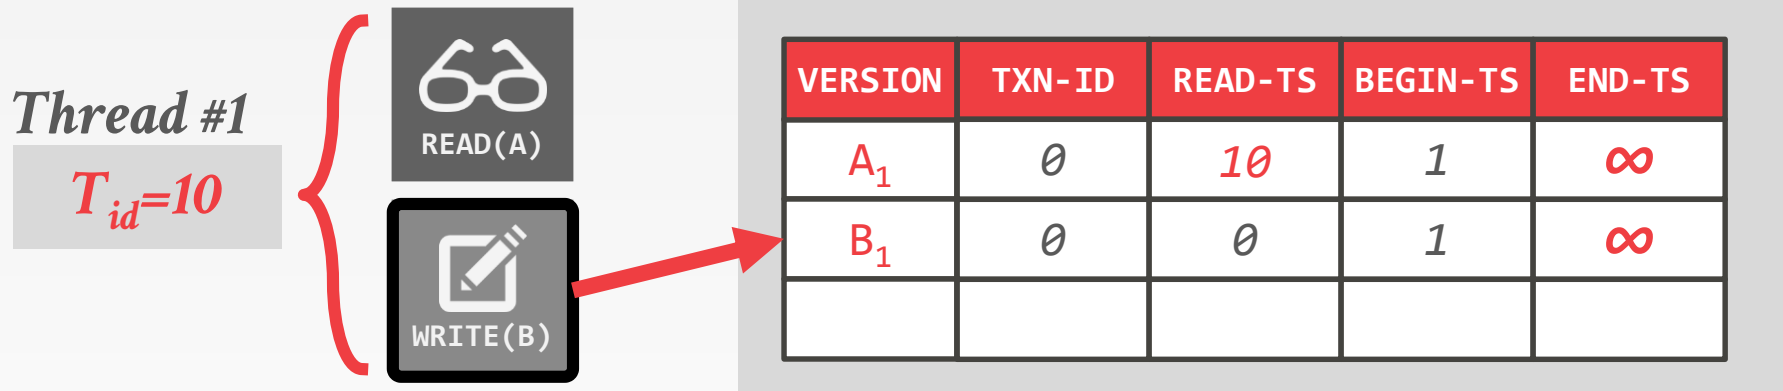 Thread #1
T_id=10
READ(A)
WRITE(B)
VERSION TXN-ID READ-TS BEGIN-TS END-TS
A₁ 0 10 1 ∞
B₁ 0 0 1 ∞